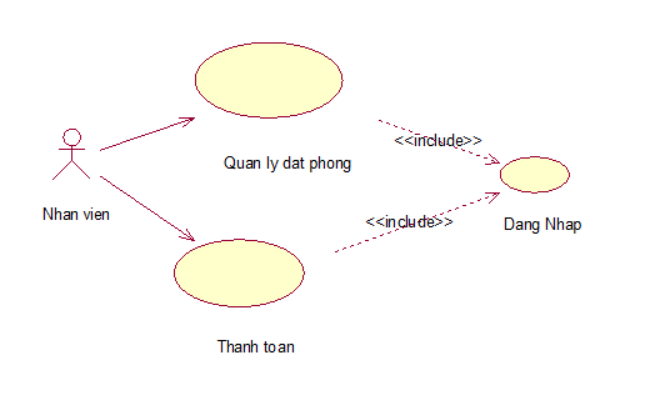 <<include>>
Quan ly dat phong
Nhan vien
<<include>>
Dang Nhap
Thanh toan